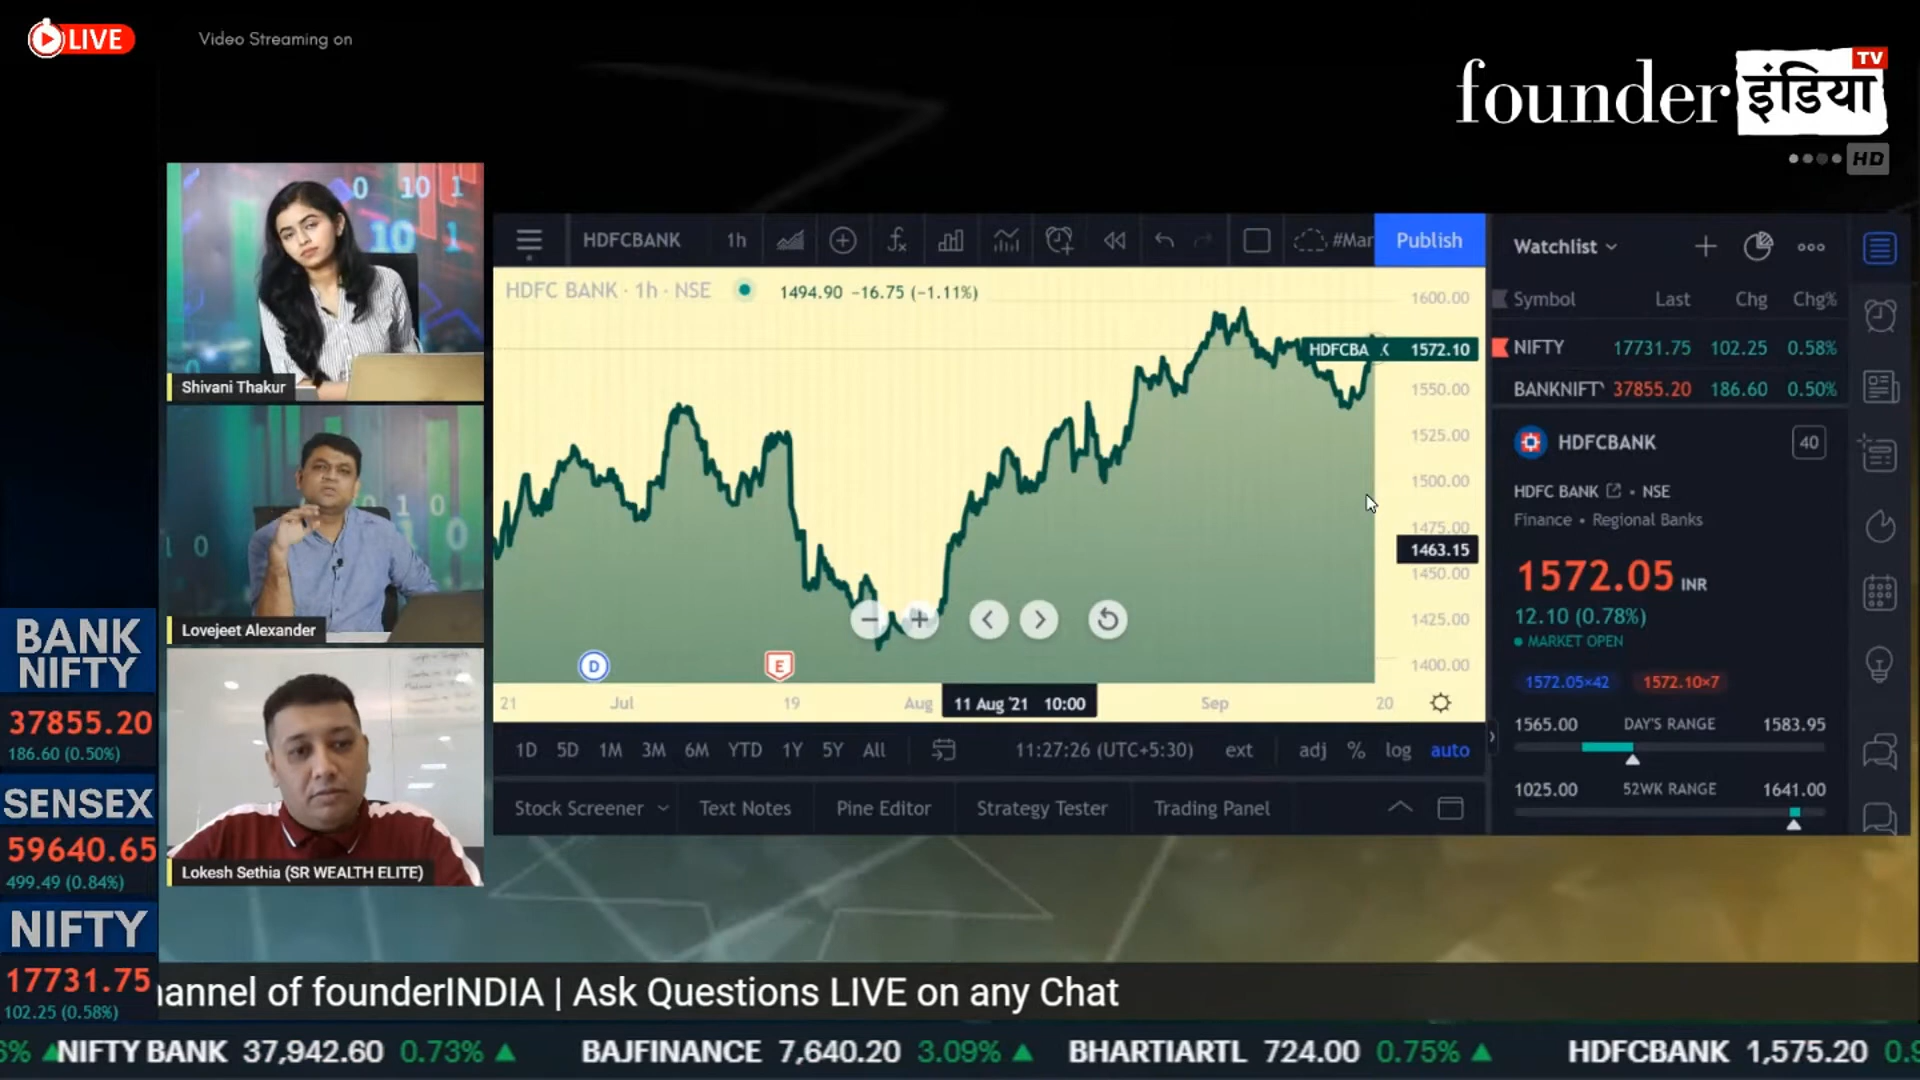 LIVE
Video Streaming on
founder इंडिया TV
HD
0 10 1
10 1
Shivani Thakur
Lovejeet Alexander
Lokesh Sethia (SR WEALTH ELITE)
BANK
NIFTY
37855.20
186.60 (0.50%)
SENSEX
59640.65
499.49 (0.84%)
NIFTY
17731.75
102.25 (0.58%)
HDFCBANK 1h #Mar Publish
HDFC BANK · 1h · NSE 1494.90 −16.75 (−1.11%)
1600.00
HDFCBA K 1572.10
1550.00
1525.00
1500.00
1475.00
1463.15
1450.00
1425.00
1400.00
D E
21 Jul 19 Aug 11 Aug '21 10:00 Sep 20
1D 5D 1M 3M 6M YTD 1Y 5Y All 11:27:26 (UTC+5:30) ext adj % log auto
Stock Screener Text Notes Pine Editor Strategy Tester Trading Panel
Watchlist
Symbol Last Chg Chg%
NIFTY 17731.75 102.25 0.58%
BANKNIFTY 37855.20 186.60 0.50%
HDFCBANK 40
HDFC BANK • NSE
Finance • Regional Banks
1572.05 INR
12.10 (0.78%)
MARKET OPEN
1572.05×42 1572.10×7
1565.00 DAY'S RANGE 1583.95
1025.00 52WK RANGE 1641.00
hannel of founderINDIA | Ask Questions LIVE on any Chat
6% ▲NIFTY BANK 37,942.60 0.73% ▲ BAJFINANCE 7,640.20 3.09% ▲ BHARTIARTL 724.00 0.75% ▲ HDFCBANK 1,575.20 0.9